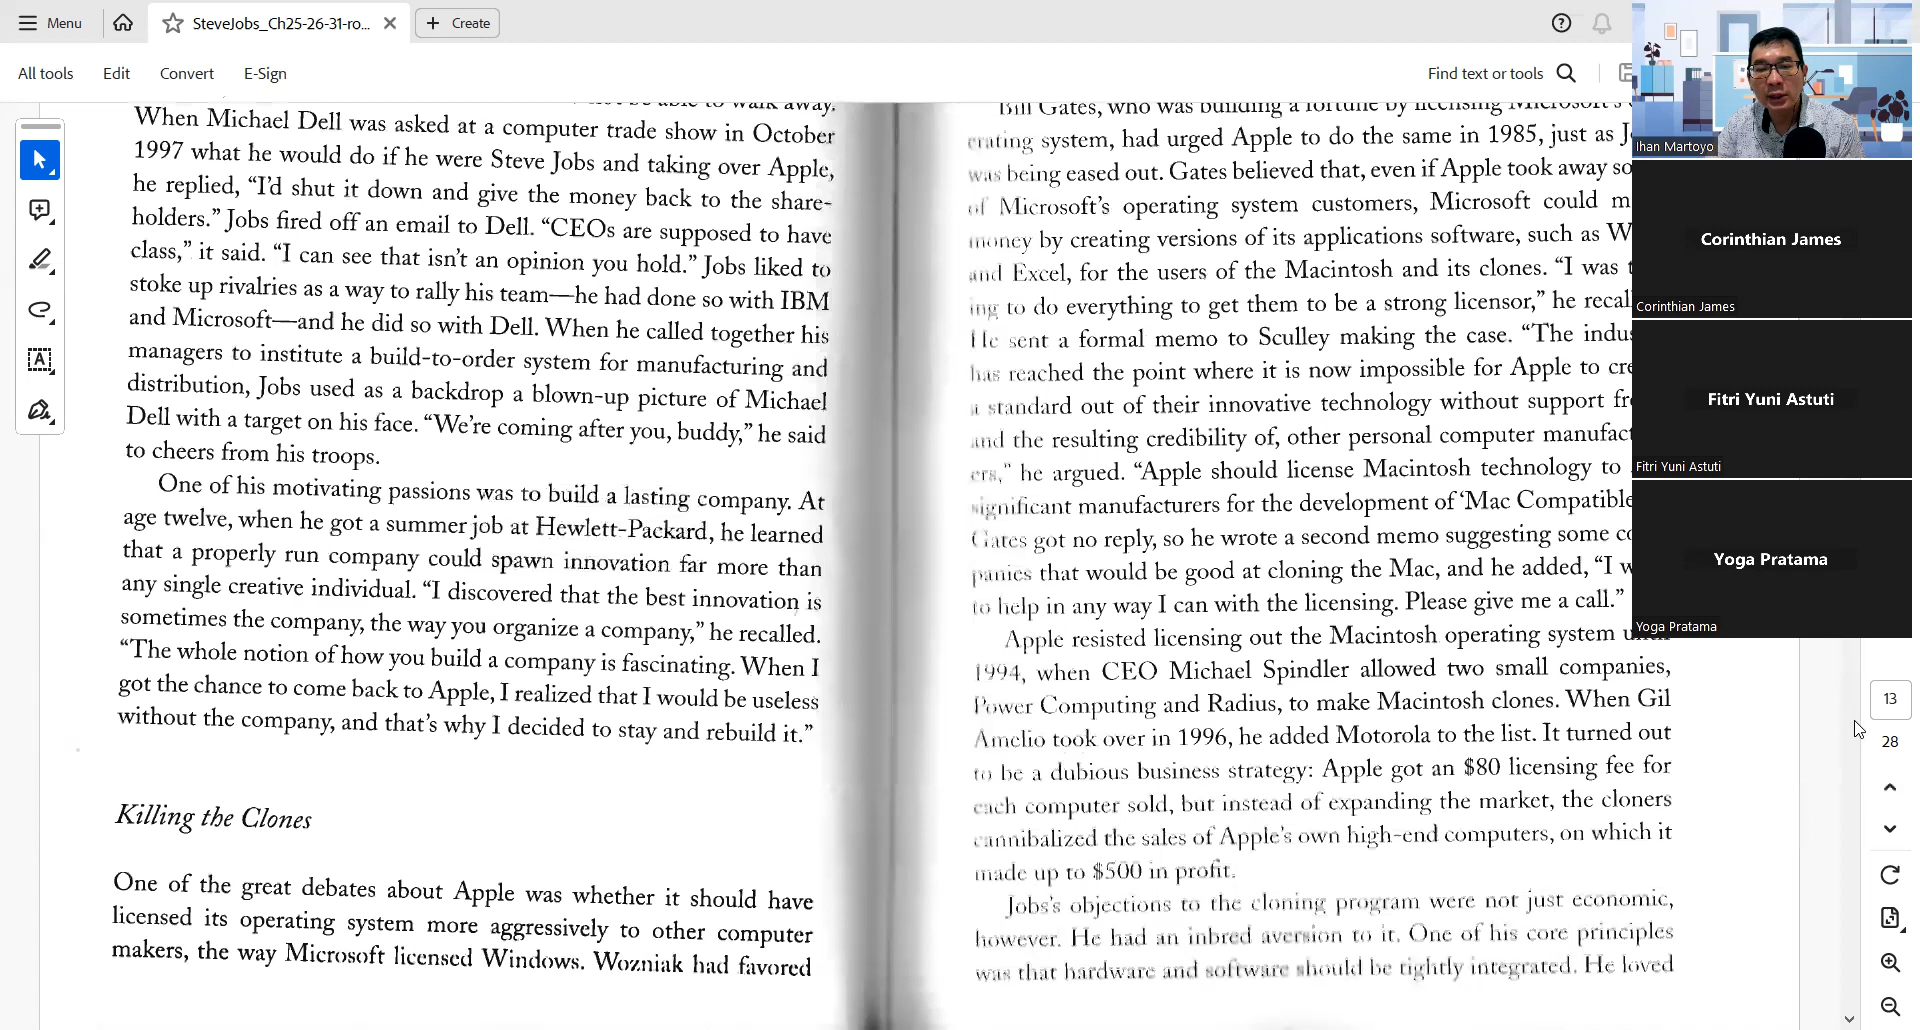 Menu
SteveJobs_Ch25-26-31-ro...
Create
All tools
Edit
Convert
E-Sign
Find text or tools
able to walk away.
When Michael Dell was asked at a computer trade show in October
1997 what he would do if he were Steve Jobs and taking over Apple,
he replied, “I’d shut it down and give the money back to the share-
holders.” Jobs fired off an email to Dell. “CEOs are supposed to have
class,” it said. “I can see that isn’t an opinion you hold.” Jobs liked to
stoke up rivalries as a way to rally his team—he had done so with IBM
and Microsoft—and he did so with Dell. When he called together his
managers to institute a build-to-order system for manufacturing and
distribution, Jobs used as a backdrop a blown-up picture of Michael
Dell with a target on his face. “We’re coming after you, buddy,” he said
to cheers from his troops.
One of his motivating passions was to build a lasting company. At
age twelve, when he got a summer job at Hewlett-Packard, he learned
that a properly run company could spawn innovation far more than
any single creative individual. “I discovered that the best innovation is
sometimes the company, the way you organize a company,” he recalled.
“The whole notion of how you build a company is fascinating. When I
got the chance to come back to Apple, I realized that I would be useless
without the company, and that’s why I decided to stay and rebuild it.”
Killing the Clones
One of the great debates about Apple was whether it should have
licensed its operating system more aggressively to other computer
makers, the way Microsoft licensed Windows. Wozniak had favored
Bill Gates, who was building a fortune by licensing Microsoft’s
erating system, had urged Apple to do the same in 1985, just as J
was being eased out. Gates believed that, even if Apple took away so
of Microsoft’s operating system customers, Microsoft could m
money by creating versions of its applications software, such as W
and Excel, for the users of the Macintosh and its clones. “I was t
ing to do everything to get them to be a strong licensor,” he recal
He sent a formal memo to Sculley making the case. “The indus
has reached the point where it is now impossible for Apple to cre
a standard out of their innovative technology without support fr
and the resulting credibility of, other personal computer manufact
ers,” he argued. “Apple should license Macintosh technology to
significant manufacturers for the development of ‘Mac Compatible
Gates got no reply, so he wrote a second memo suggesting some co
panies that would be good at cloning the Mac, and he added, “I w
to help in any way I can with the licensing. Please give me a call.”
Apple resisted licensing out the Macintosh operating system until
1994, when CEO Michael Spindler allowed two small companies,
Power Computing and Radius, to make Macintosh clones. When Gil
Amelio took over in 1996, he added Motorola to the list. It turned out
to be a dubious business strategy: Apple got an $80 licensing fee for
each computer sold, but instead of expanding the market, the cloners
cannibalized the sales of Apple’s own high-end computers, on which it
made up to $500 in profit.
Jobs’s objections to the cloning program were not just economic,
however. He had an inbred aversion to it. One of his core principles
was that hardware and software should be tightly integrated. He loved
Ihan Martoyo
Corinthian James
Corinthian James
Fitri Yuni Astuti
Fitri Yuni Astuti
Yoga Pratama
Yoga Pratama
13
28